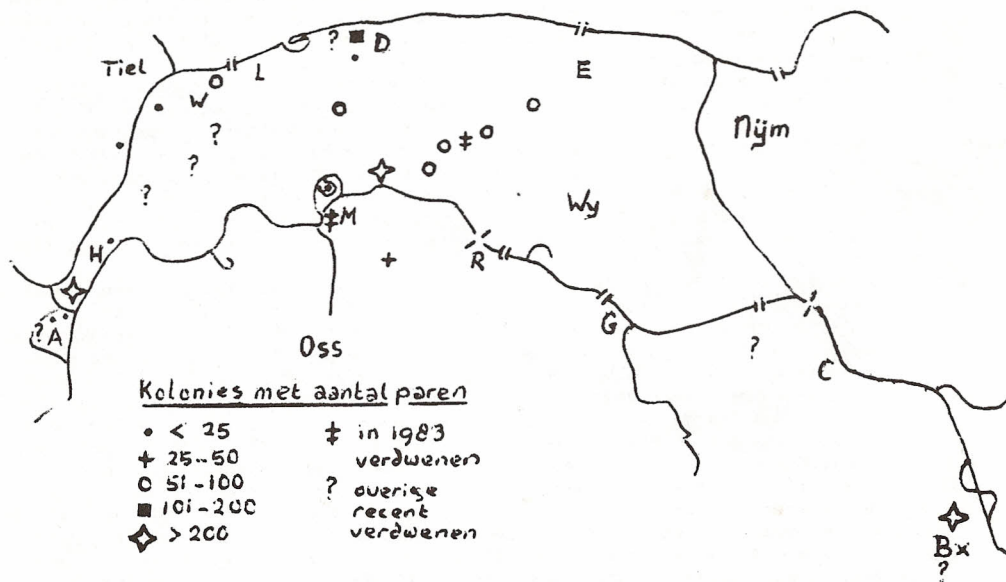 ? D
Tiel
L
E
W
Nijm
?
?
?
Wy
M
H
R
? A
G
Oss
?
C
Kolonies met aantal paren
• < 25
+ 25-50
o 51-100
■ 101-200
✧ > 200
‡ in 1983
verdwenen
? overige
recent
verdwenen
Bx
?